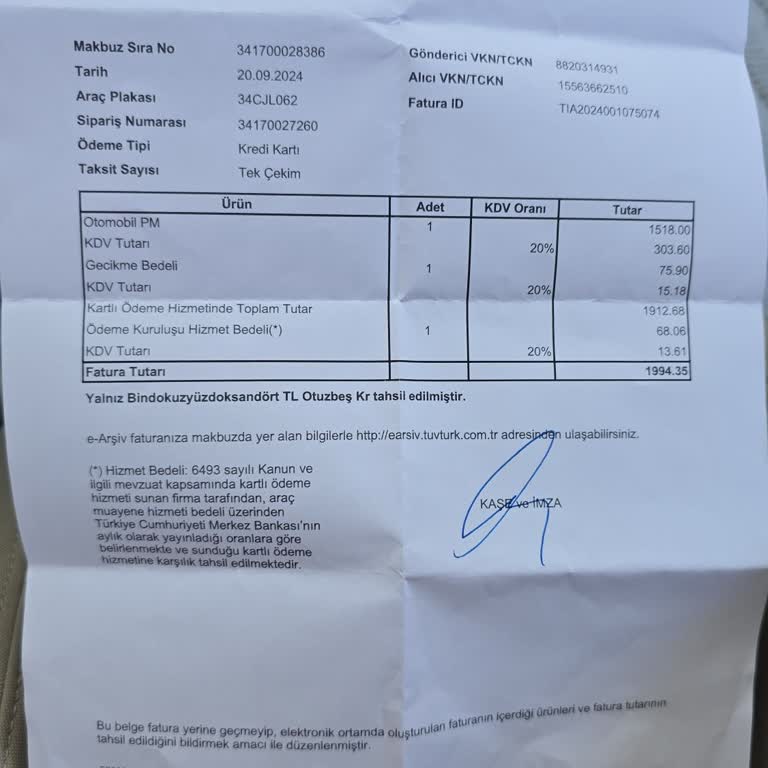 Makbuz Sıra No 341700028386
Tarih 20.09.2024
Araç Plakası 34CJL062
Sipariş Numarası 34170027260
Ödeme Tipi Kredi Kartı
Taksit Sayısı Tek Çekim
Gönderici VKN/TCKN 8820314931
Alıcı VKN/TCKN 15563662510
Fatura ID TIA2024001075074
Ürün Adet KDV Oranı Tutar
Otomobil PM 1 1518.00
KDV Tutarı 20% 303.60
Gecikme Bedeli 1 75.90
KDV Tutarı 20% 15.18
Kartlı Ödeme Hizmetinde Toplam Tutar 1912.68
Ödeme Kuruluşu Hizmet Bedeli(*) 1 68.06
KDV Tutarı 20% 13.61
Fatura Tutarı 1994.35
Yalnız Bindokuzyüzdoksandört TL Otuzbeş Kr tahsil edilmiştir.
e-Arşiv faturanıza makbuzda yer alan bilgilerle http://earsiv.tuvturk.com.tr adresinden ulaşabilirsiniz.
(*) Hizmet Bedeli: 6493 sayılı Kanun ve
ilgili mevzuat kapsamında kartlı ödeme
hizmeti sunan firma tarafından, araç
muayene hizmeti bedeli üzerinden
Türkiye Cumhuriyeti Merkez Bankası'nın
aylık olarak yayınladığı oranlara göre
belirlenmekte ve sunduğu kartlı ödeme
hizmetine karşılık tahsil edilmektedir.
KAŞE ve İMZA
Bu belge fatura yerine geçmeyip, elektronik ortamda oluşturulan faturanın içerdiği ürünleri ve fatura tutarının
tahsil edildiğini bildirmek amacı ile düzenlenmiştir.